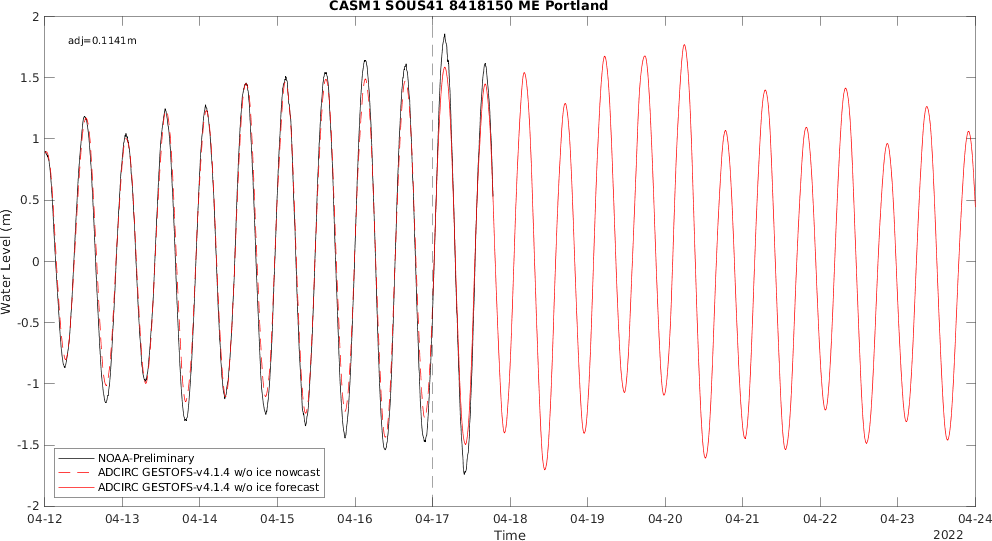 CASM1 SOUS41 8418150 ME Portland
adj=0.1141m
2
1.5
1
0.5
0
-0.5
-1
-1.5
-2
Water Level (m)
NOAA-Preliminary
ADCIRC GESTOFS-v4.1.4 w/o ice nowcast
ADCIRC GESTOFS-v4.1.4 w/o ice forecast
04-12 04-13 04-14 04-15 04-16 04-17 04-18 04-19 04-20 04-21 04-22 04-23 04-24
Time
2022